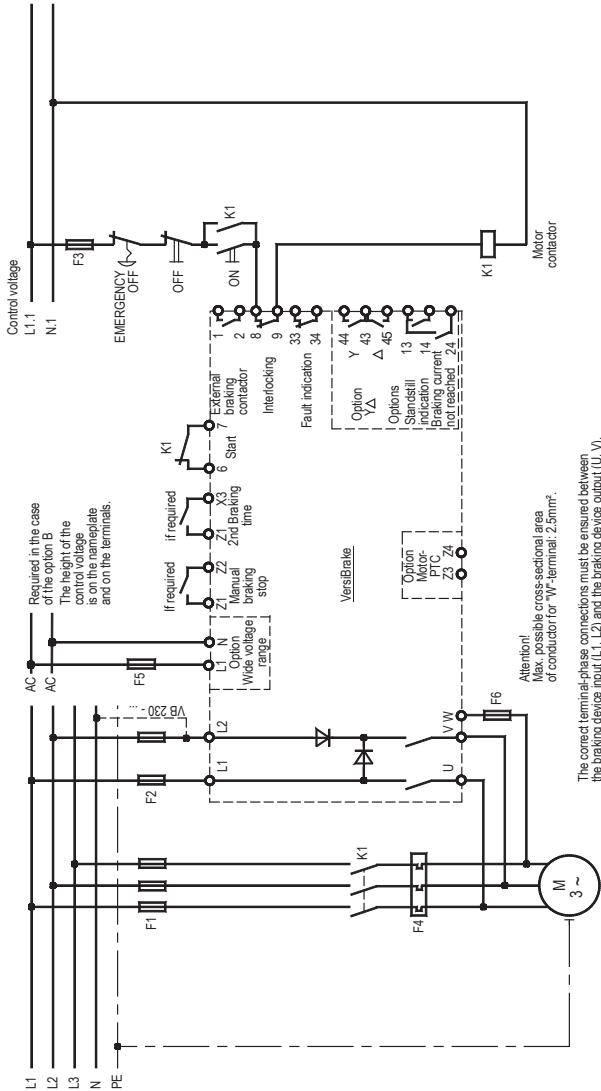 Control voltage
L1.1
N.1
F3
EMERGENCY
OFF
OFF
ON
K1
K1
Motor
contactor
Required in the case
of the option B
The height of the
control voltage
is on the nameplate
and on the terminals.
AC
AC
F5
If required
if required
K1
L1
N
Z1
Z2
Z1
X3
6
7
Option
Wide voltage
range
Manual
braking
stop
2nd Braking
time
Start
External
braking
contactor
1
2
Interlocking
8
9
Fault indication
33
34
Option
Y△
44
Y
43
△
45
Options
Standstill
indication
Braking current
not reached
13
14
24
VersiBrake
Option
Motor-
PTC
Z3
Z4
L1
L2
L3
N
PE
F1
F2
VB 230 - ...
L1
L2
U
V
W
F6
K1
F4
M
3 ~
Attention!
Max. possible cross-sectional area
of conductor for "W"-terminal: 2.5mm².
The correct terminal-phase connections must be ensured between
the braking device input (L1, L2) and the braking device output (U, V).